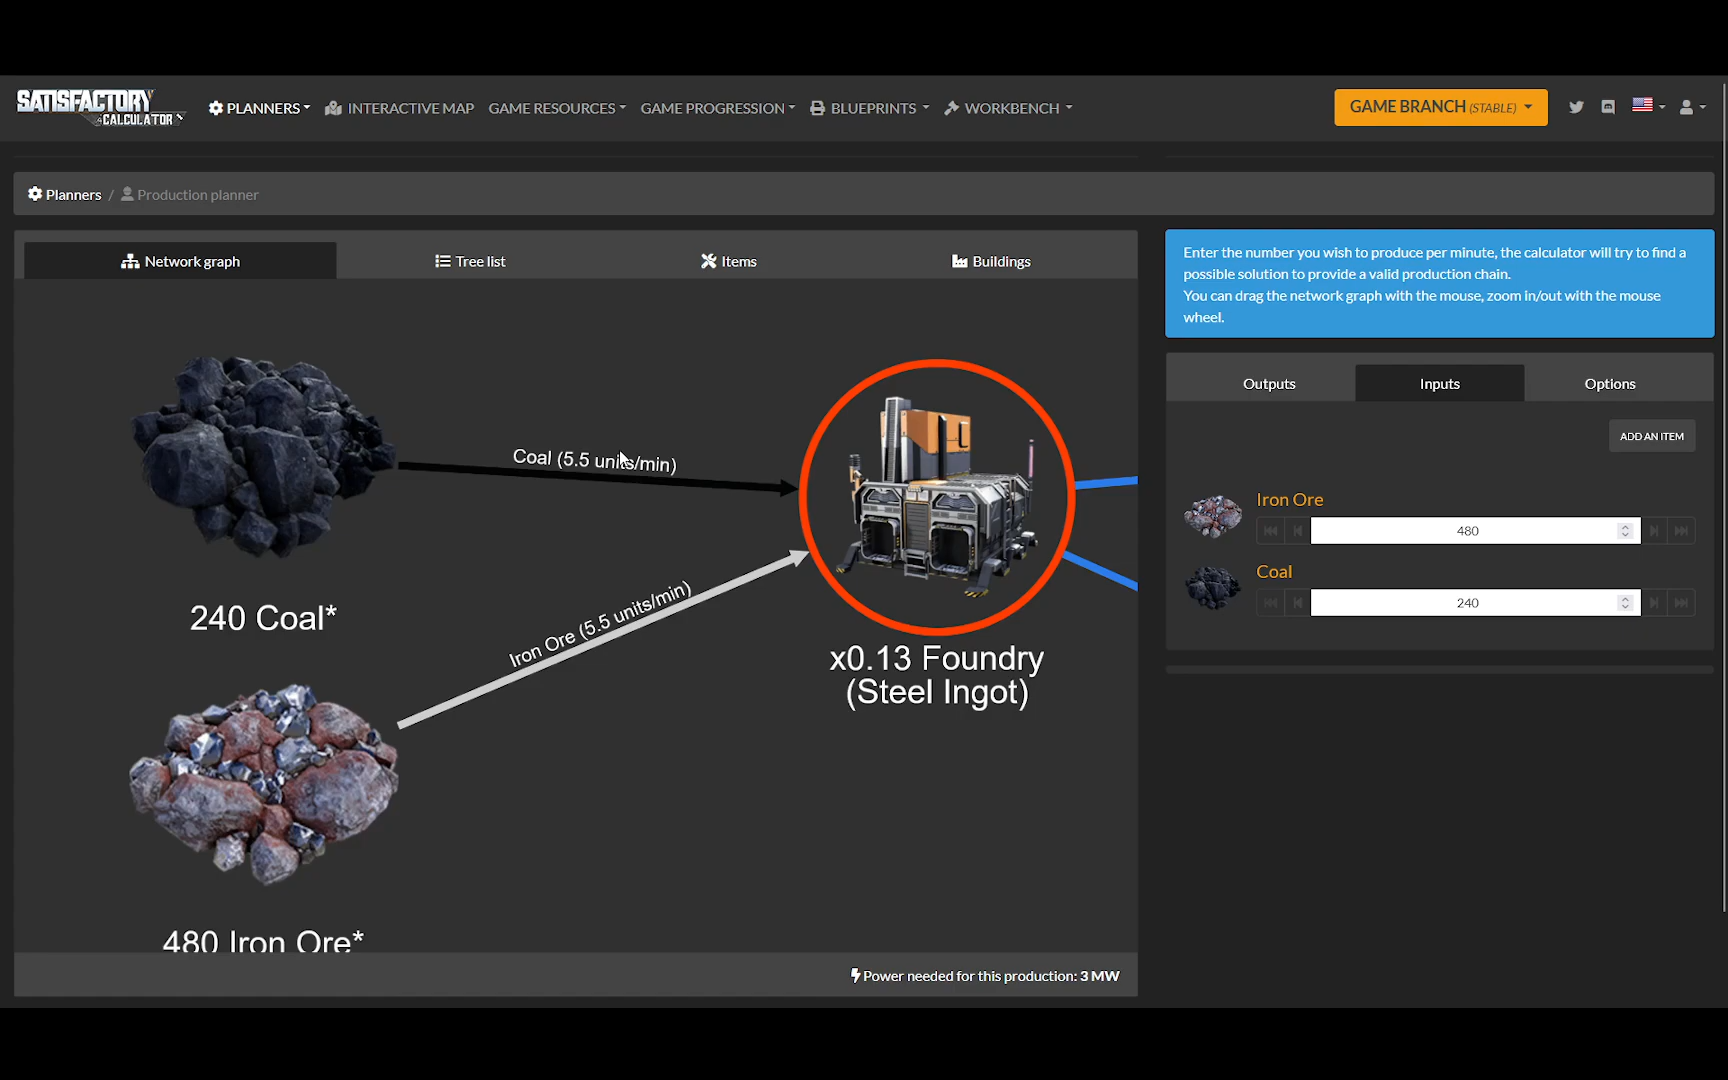 SATISFACTORY
CALCULATOR
PLANNERS
INTERACTIVE MAP
GAME RESOURCES
GAME PROGRESSION
BLUEPRINTS
WORKBENCH
GAME BRANCH (STABLE)
Planners / Production planner
Network graph
Tree list
Items
Buildings
Enter the number you wish to produce per minute, the calculator will try to find a
possible solution to provide a valid production chain.
You can drag the network graph with the mouse, zoom in/out with the mouse
wheel.
Outputs
Inputs
Options
ADD AN ITEM
Iron Ore
480
Coal
240
Coal (5.5 units/min)
240 Coal*
Iron Ore (5.5 units/min)
x0.13 Foundry
(Steel Ingot)
480 Iron Ore*
Power needed for this production: 3 MW